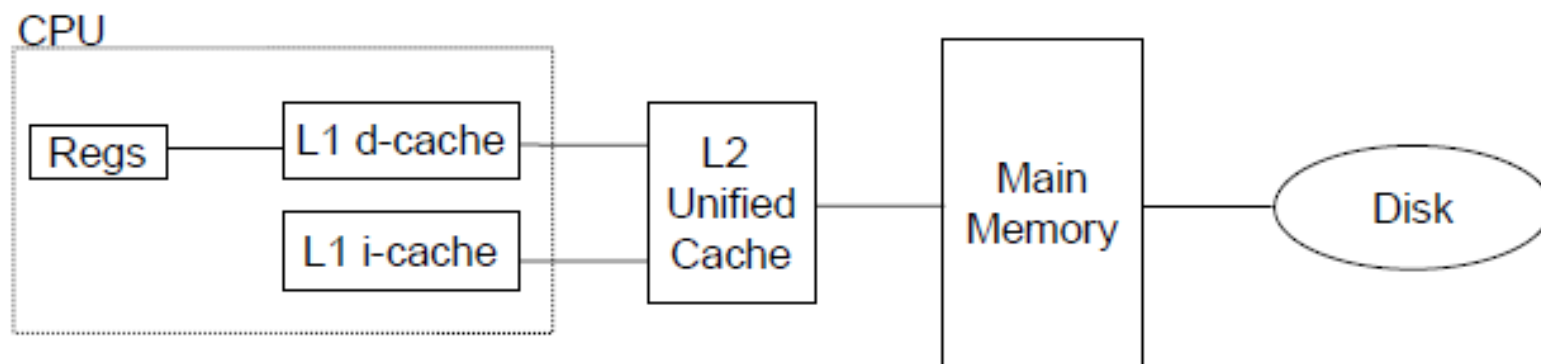 CPU
Regs
L1 d-cache
L1 i-cache
L2
Unified
Cache
Main
Memory
Disk